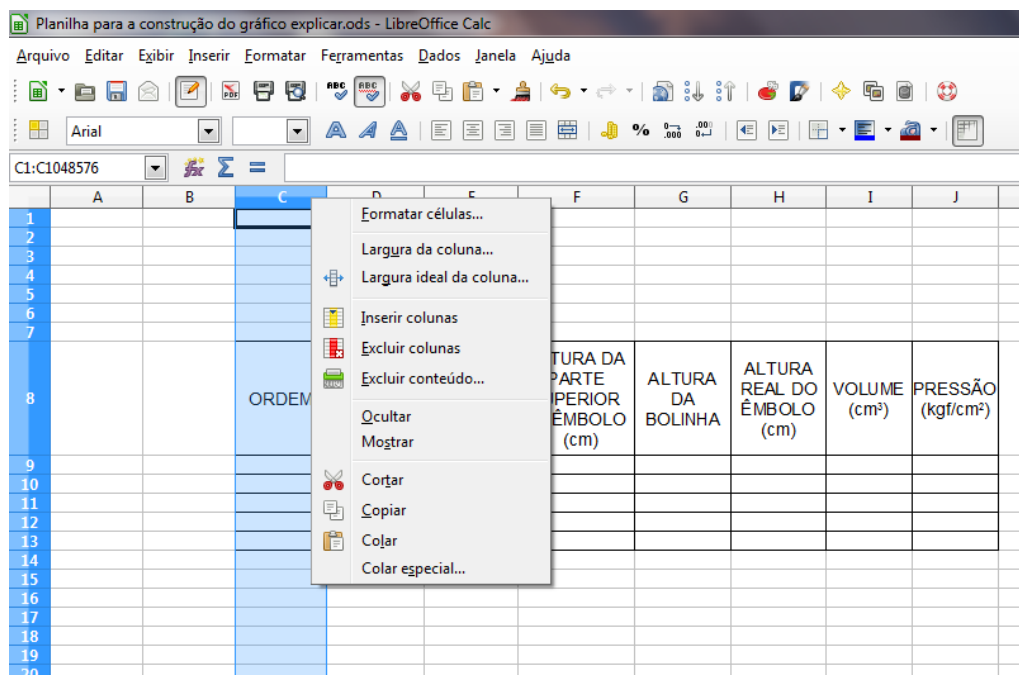 Planilha para a construção do gráfico explicar.ods - LibreOffice Calc
Arquivo Editar Exibir Inserir Formatar Ferramentas Dados Janela Ajuda
Arial
C1:C1048576
A B C D E F G H I J
1
2
3
4
5
6
7
8
ORDEM
DA
PARTE
ÊMBOLO
(cm)
ALTURA
DA
BOLINHA
ALTURA
REAL DO
ÊMBOLO
(cm)
VOLUME
(cm³)
PRESSÃO
(kgf/cm²)
9
10
11
12
13
14
15
16
17
18
19
20
Formatar células...
Largura da coluna...
Largura ideal da coluna...
Inserir colunas
Excluir colunas
Excluir conteúdo...
Ocultar
Mostrar
Cortar
Copiar
Colar
Colar especial...